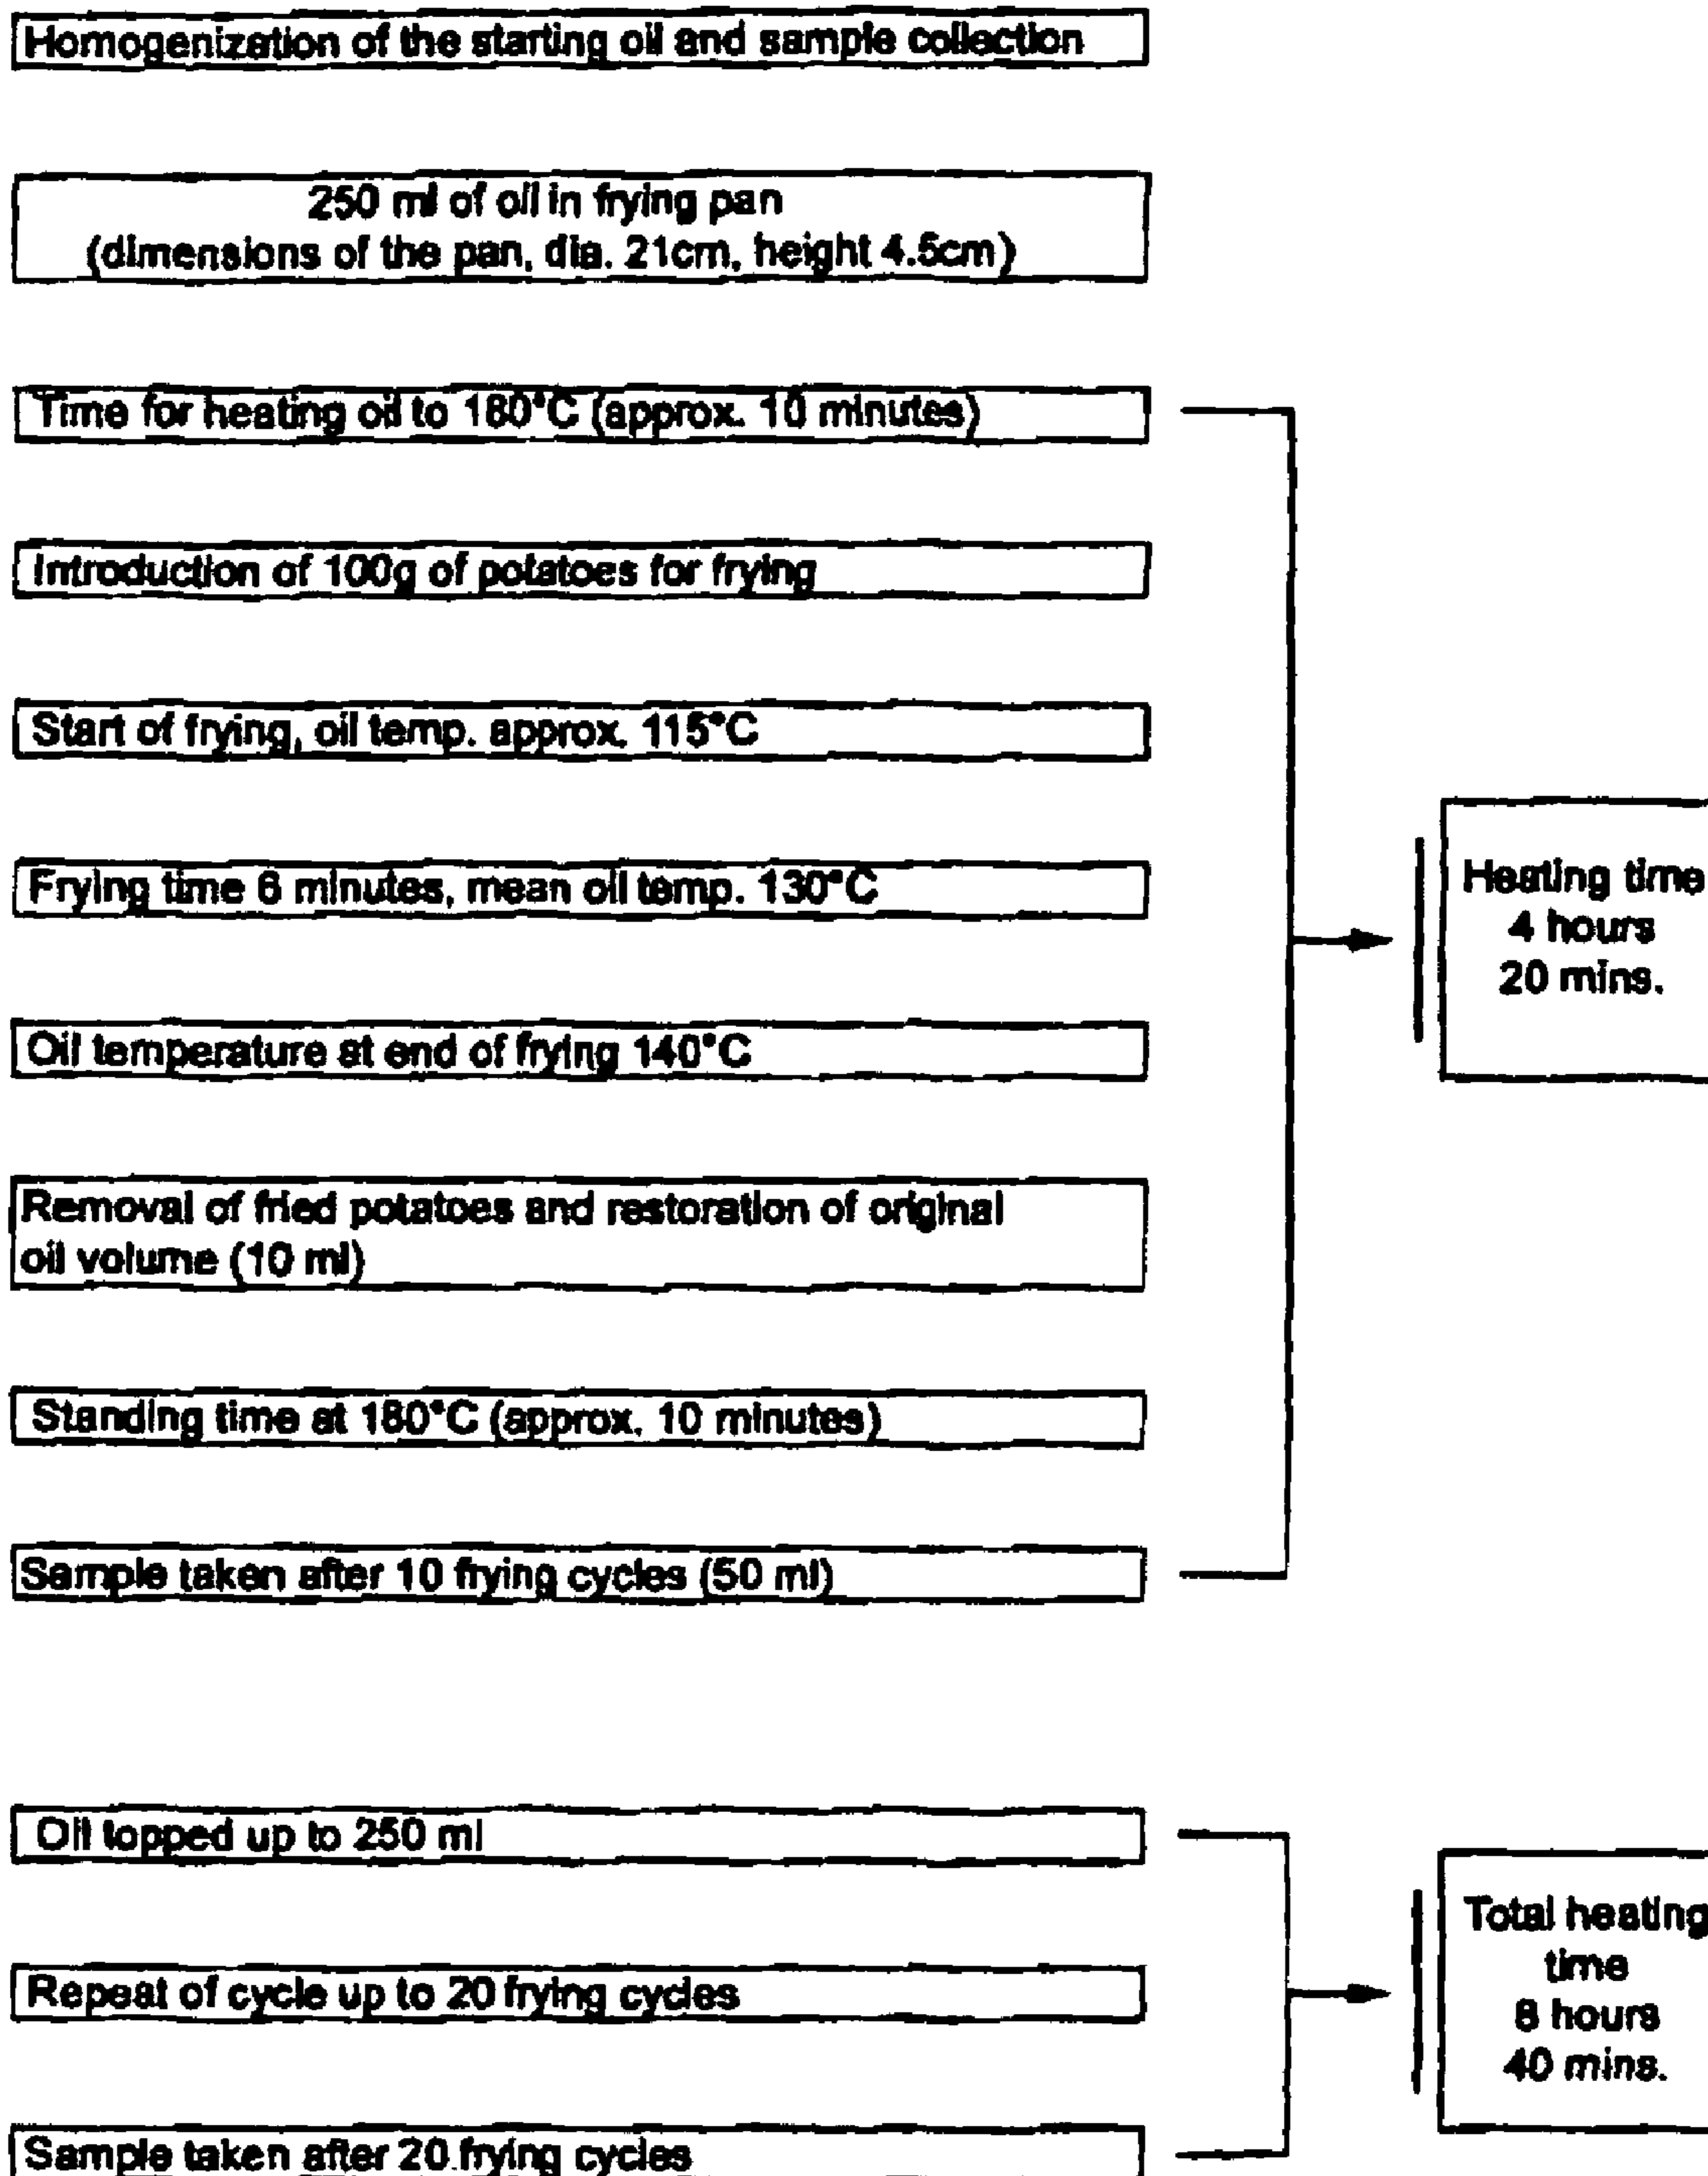 Homogenization of the starting oil and sample collection
250 ml of oil in frying pan
(dimensions of the pan, dia. 21cm, height 4.5cm)
Time for heating oil to 180°C (approx. 10 minutes)
Introduction of 100g of potatoes for frying
Start of frying, oil temp. approx. 115°C
Frying time 6 minutes, mean oil temp. 130°C
Oil temperature at end of frying 140°C
Removal of fried potatoes and restoration of original
oil volume (10 ml)
Standing time at 180°C (approx. 10 minutes)
Sample taken after 10 frying cycles (50 ml)
Heating time
4 hours
20 mins.
Oil topped up to 250 ml
Repeat of cycle up to 20 frying cycles
Sample taken after 20 frying cycles
Total heating
time
8 hours
40 mins.